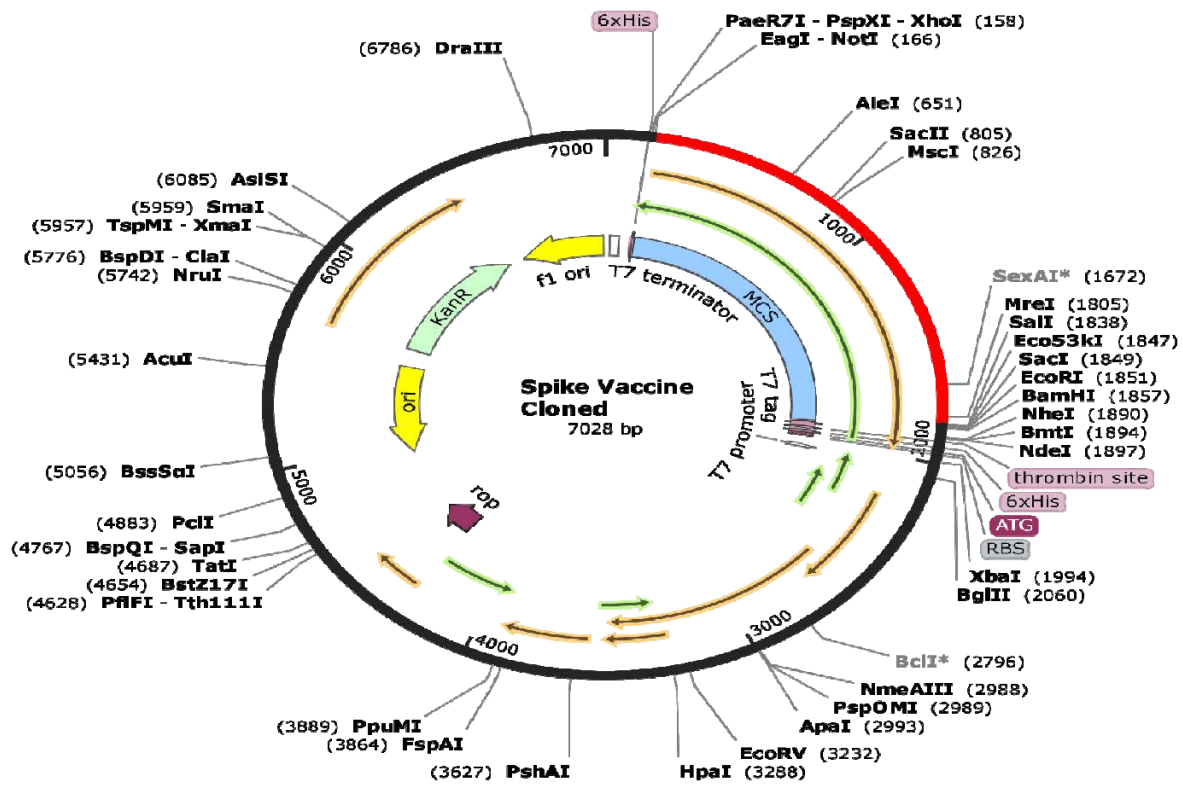 6xHis
PaeR7I - PspXI - XhoI (158)
EagI - NotI (166)
(6786) DraIII
AleI (651)
SacII (805)
MscI (826)
7000
(6085) AsiSI
(5959) SmaI
(5957) TspMI - XmaI
(5776) BspDI - ClaI
(5742) NruI
6000
1000
f1 ori
T7 terminator
MCS
KanR
SexAI* (1672)
MreI (1805)
SalI (1838)
Eco53kI (1847)
SacI (1849)
EcoRI (1851)
BamHI (1857)
NheI (1890)
BmtI (1894)
NdeI (1897)
(5431) AcuI
ori
Spike Vaccine
Cloned
7028 bp
T7 tag
T7 promoter
2000
thrombin site
6xHis
ATG
RBS
(5056) BssSαI
5000
rop
(4883) PciI
(4767) BspQI - SapI
(4687) TatI
(4654) BstZ17I
(4628) PflFI - Tth111I
XbaI (1994)
BglII (2060)
4000
3000
BclI* (2796)
NmeAIII (2988)
PspOMI (2989)
ApaI (2993)
(3889) PpuMI
(3864) FspAI
(3627) PshAI
EcoRV (3232)
HpaI (3288)